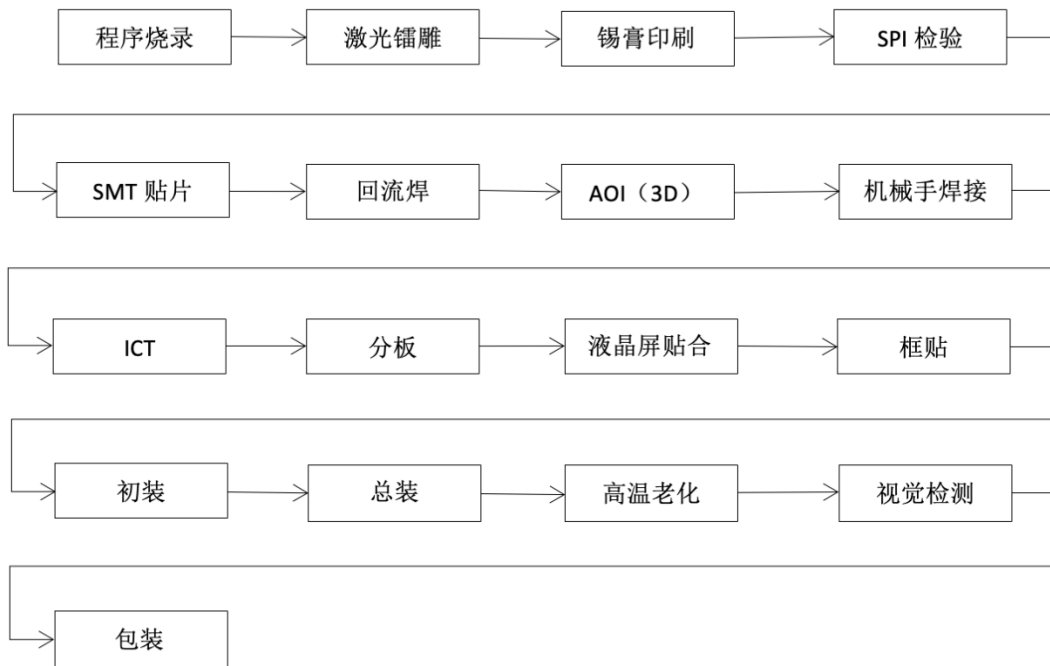 程序烧录
激光镭雕
锡膏印刷
SPI 检验
SMT 贴片
回流焊
AOI（3D）
机械手焊接
ICT
分板
液晶屏贴合
框贴
初装
总装
高温老化
视觉检测
包装